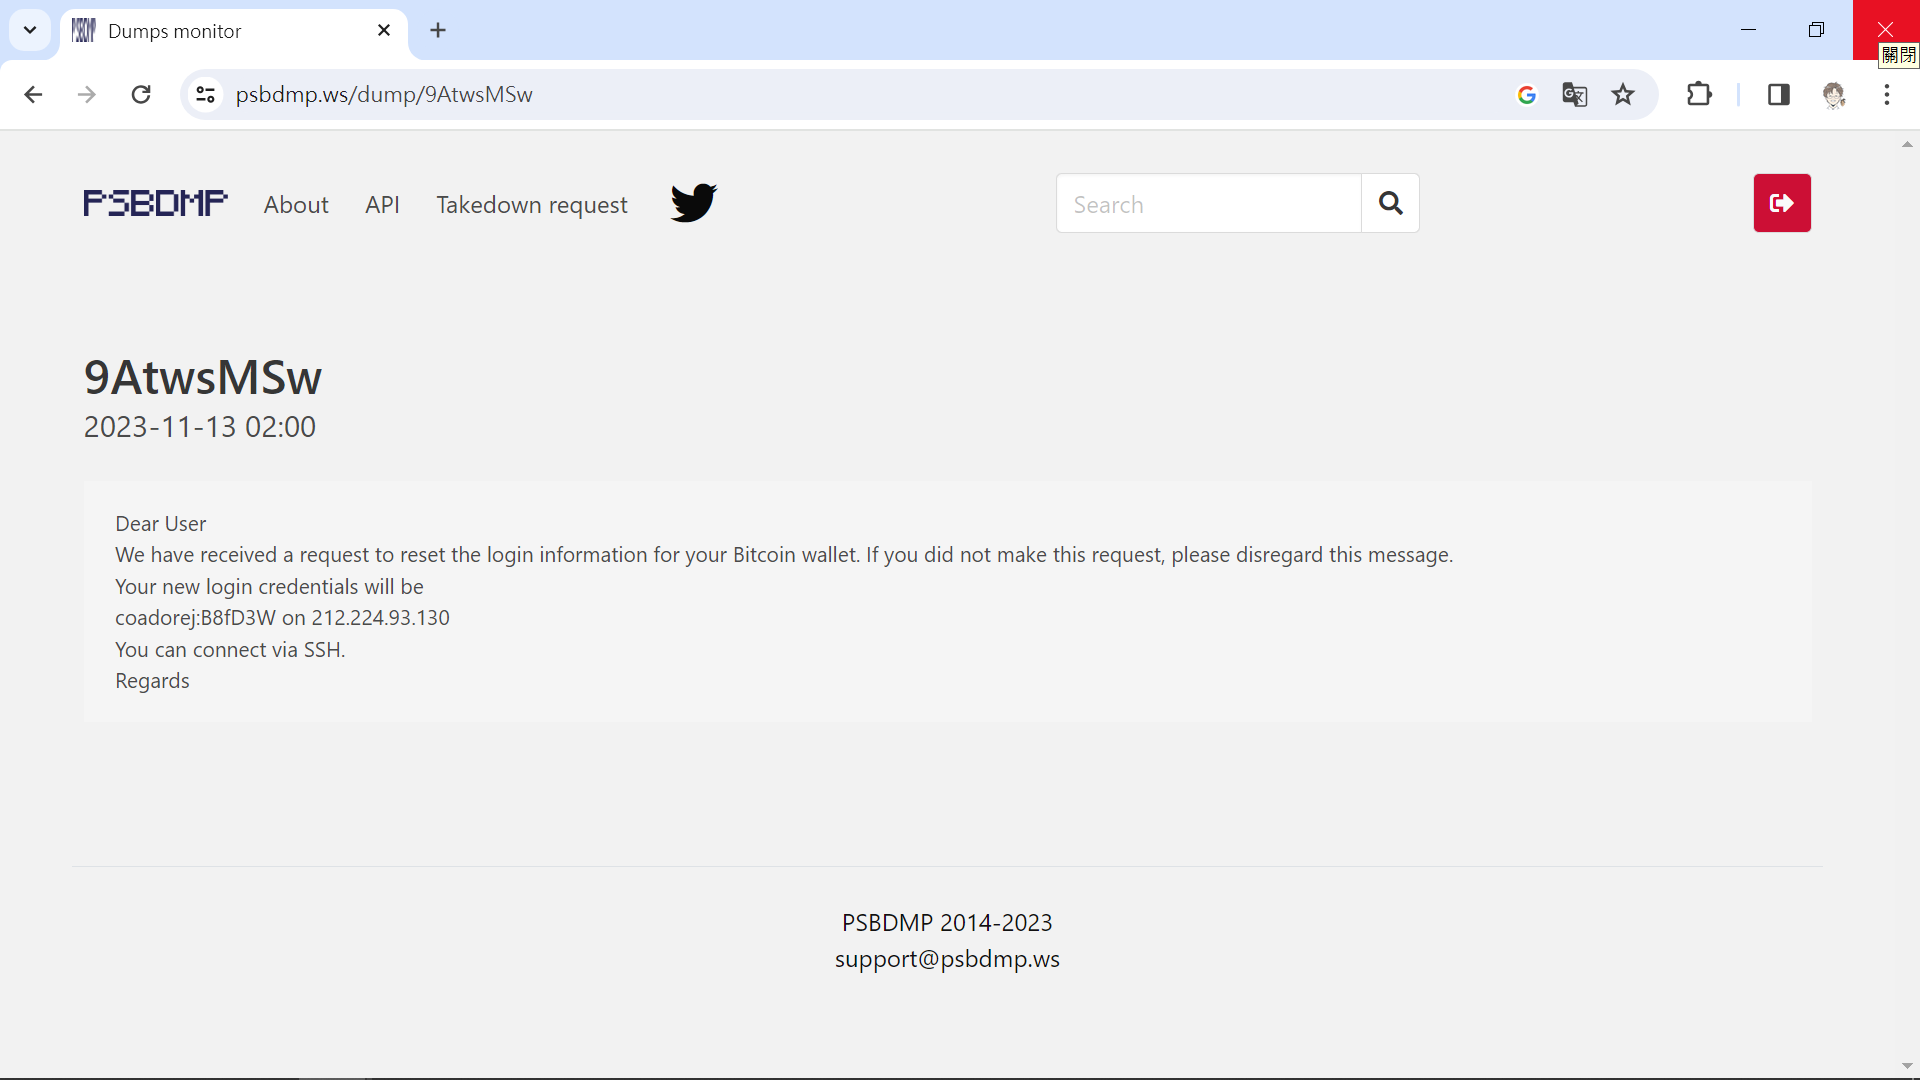 Dumps monitor
關閉
psbdmp.ws/dump/9AtwsMSw
PSBDMP About API Takedown request Search
9AtwsMSw
2023-11-13 02:00
Dear User
We have received a request to reset the login information for your Bitcoin wallet. If you did not make this request, please disregard this message.
Your new login credentials will be
coadorej:B8fD3W on 212.224.93.130
You can connect via SSH.
Regards
PSBDMP 2014-2023
support@psbdmp.ws